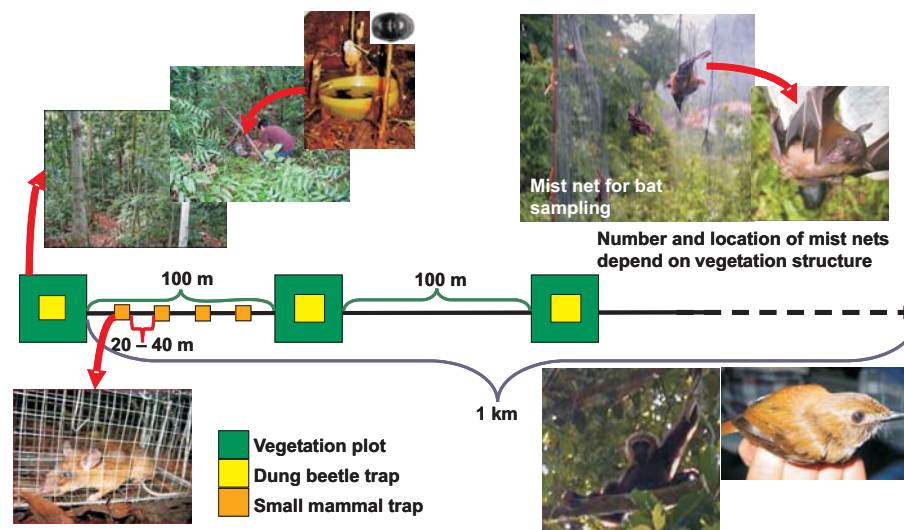 Mist net for bat
sampling
Number and location of mist nets
depend on vegetation structure
100 m
100 m
20 – 40 m
1 km
Vegetation plot
Dung beetle trap
Small mammal trap